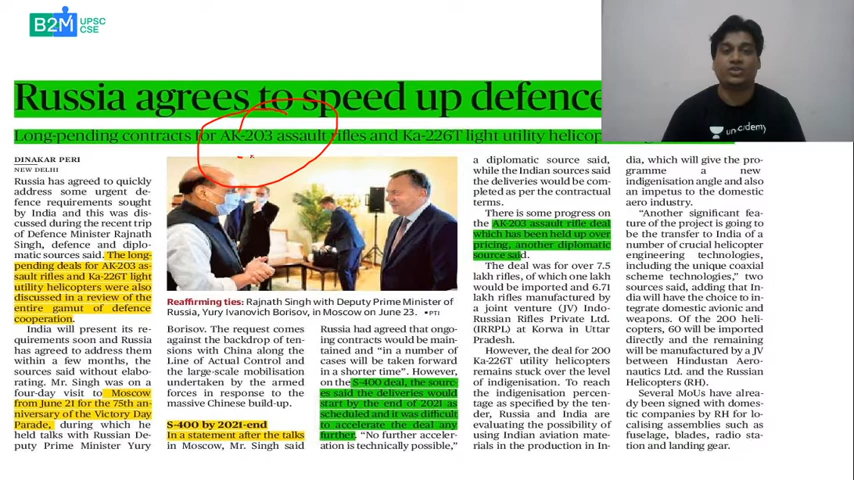 B2M UPSC
CSE
unacademy
Russia agrees to speed up defence
Long-pending contracts for AK-203 assault rifles and Ka-226T light utility
DINAKAR PERI
NEW DELHI
Russia has agreed to quickly
address some urgent de-
fence requirements sought
by India and this was dis-
cussed during the recent trip
of Defence Minister Rajnath
Singh, defence and diplo-
matic sources said. The long-
pending deals for AK-203 as-
sault rifles and Ka-226T light
utility helicopters were also
discussed in a review of the
entire gamut of defence
cooperation.
India will present its re-
quirements soon and Russia
has agreed to address them
within a few months, the
sources said without elabo-
rating. Mr. Singh was on a
four-day visit to Moscow
from June 21 for the 75th an-
niversary of the Victory Day
Parade, during which he
held talks with Russian De-
puty Prime Minister Yury
Reaffirming ties: Rajnath Singh with Deputy Prime Minister of
Russia, Yury Ivanovich Borisov, in Moscow on June 23. •PTI
Borisov. The request comes
against the backdrop of ten-
sions with China along the
Line of Actual Control and
the large-scale mobilisation
undertaken by the armed
forces in response to the
massive Chinese build-up.
S-400 by 2021-end
In a statement after the talks
in Moscow, Mr. Singh said
Russia had agreed that ongo-
ing contracts would be main-
tained and “in a number of
cases will be taken forward
in a shorter time”. However,
on the S-400 deal, the sourc-
es said the deliveries would
start by the end of 2021 as
scheduled and it was difficult
to accelerate the deal any
further. “No further acceler-
ation is technically possible,”
a diplomatic source said,
while the Indian sources said
the deliveries would be com-
pleted as per the contractual
terms.
There is some progress on
the AK-203 assault rifle deal
which has been held up over
pricing, another diplomatic
source said.
The deal was for over 7.5
lakh rifles, of which one lakh
would be imported and 6.71
lakh rifles manufactured by
a joint venture (JV) Indo-
Russian Rifles Private Ltd.
(IRRPL) at Korwa in Uttar
Pradesh.
However, the deal for 200
Ka-226T utility helicopters
remains stuck over the level
of indigenisation. To reach
the indigenisation percen-
tage as specified by the ten-
der, Russia and India are
evaluating the possibility of
using Indian aviation mate-
rials in the production in In-
dia, which will give the pro-
gramme a new
indigenisation angle and also
an impetus to the domestic
aero industry.
“Another significant fea-
ture of the project is going to
be the transfer to India of a
number of crucial helicopter
engineering technologies,
including the unique coaxial
scheme technologies,” two
sources said, adding that In-
dia will have the choice to in-
tegrate domestic avionic and
weapons. Of the 200 heli-
copters, 60 will be imported
directly and the remaining
will be manufactured by a JV
between Hindustan Aero-
nautics Ltd. and the Russian
Helicopters (RH).
Several MoUs have alrea-
dy been signed with domes-
tic companies by RH for lo-
calising assemblies such as
fuselage, blades, radio sta-
tion and landing gear.